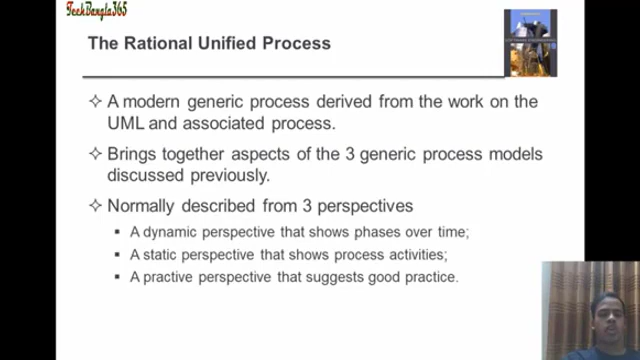 TechBangla365
The Rational Unified Process
A modern generic process derived from the work on the
UML and associated process.
Brings together aspects of the 3 generic process models
discussed previously.
Normally described from 3 perspectives
A dynamic perspective that shows phases over time;
A static perspective that shows process activities;
A practive perspective that suggests good practice.